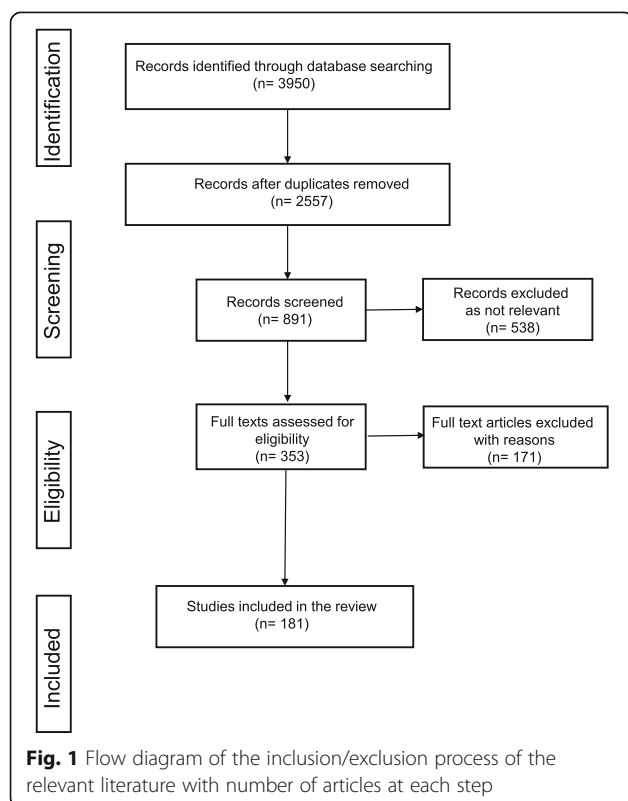 Identification
Records identified through database searching
(n= 3950)
Records after duplicates removed
(n= 2557)
Screening
Records screened
(n= 891)
Records excluded
as not relevant
(n= 538)
Eligibility
Full texts assessed for
eligibility
(n= 353)
Full text articles excluded
with reasons
(n= 171)
Included
Studies included in the review
(n= 181)
Fig. 1 Flow diagram of the inclusion/exclusion process of the
relevant literature with number of articles at each step